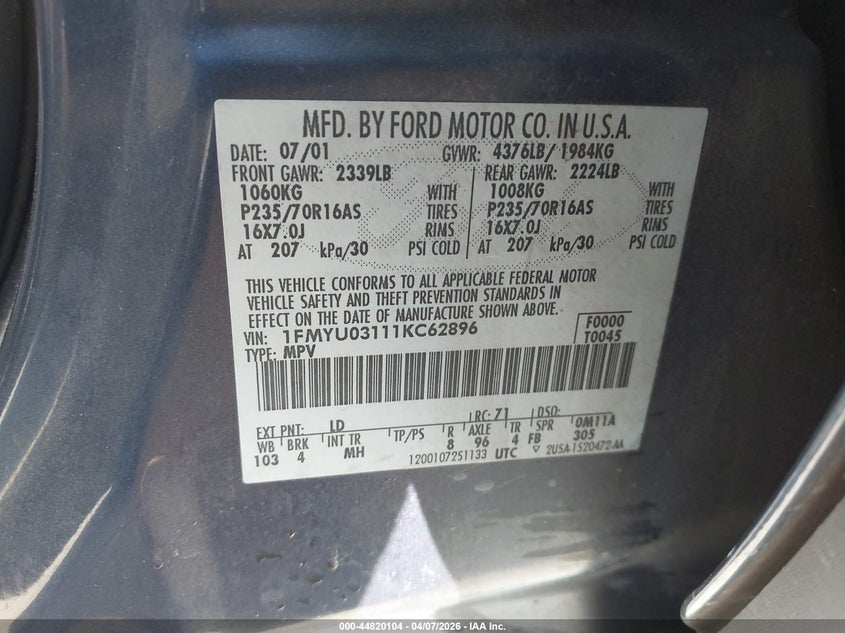 MFD. BY FORD MOTOR CO. IN U.S.A.
DATE: 07/01 GVWR: 4376LB/ 1984KG
FRONT GAWR: 2339LB REAR GAWR: 2224LB
1060KG WITH 1008KG WITH
P235/70R16AS TIRES P235/70R16AS TIRES
16X7.0J RIMS 16X7.0J RIMS
AT 207 kPa/30 PSI COLD AT 207 kPa/30 PSI COLD
THIS VEHICLE CONFORMS TO ALL APPLICABLE FEDERAL MOTOR
VEHICLE SAFETY AND THEFT PREVENTION STANDARDS IN
EFFECT ON THE DATE OF MANUFACTURE SHOWN ABOVE.
VIN: 1FMYU03111KC62896 F0000
TYPE: MPV T0045
RC: 71 DSO:
EXT PNT: LD 0M11A
WB BRK INT TR TP/PS R AXLE TR SPR
103 4 MH 8 96 4 FB 305
1200107251133 UTC 2U5A-1520472-AA
000-44820104 - 04/07/2026 - IAA Inc.